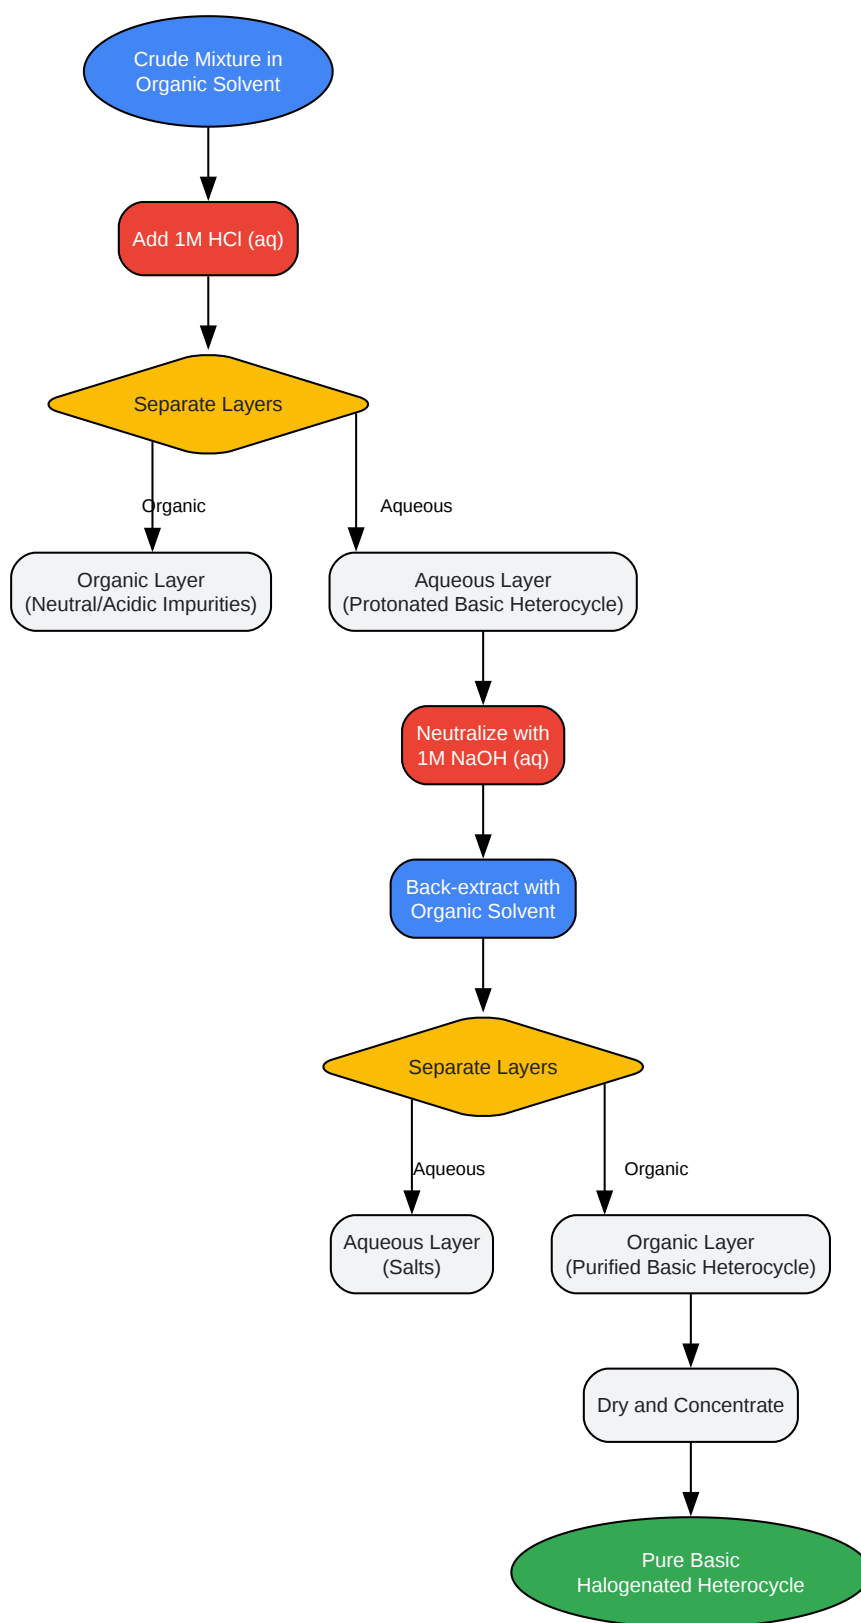 Crude Mixture in
Organic Solvent
Add 1M HCl (aq)
Separate Layers
Organic
Aqueous
Organic Layer
(Neutral/Acidic Impurities)
Aqueous Layer
(Protonated Basic Heterocycle)
Neutralize with
1M NaOH (aq)
Back-extract with
Organic Solvent
Separate Layers
Aqueous
Organic
Aqueous Layer
(Salts)
Organic Layer
(Purified Basic Heterocycle)
Dry and Concentrate
Pure Basic
Halogenated Heterocycle